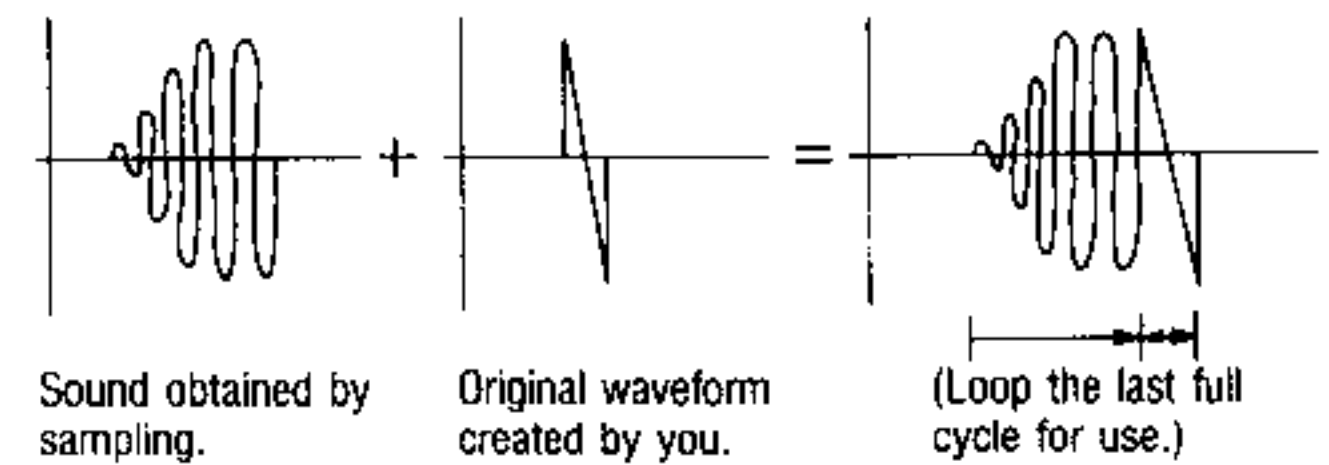 +
=
Sound obtained by
sampling.
Original waveform
created by you.
(Loop the last full
cycle for use.)